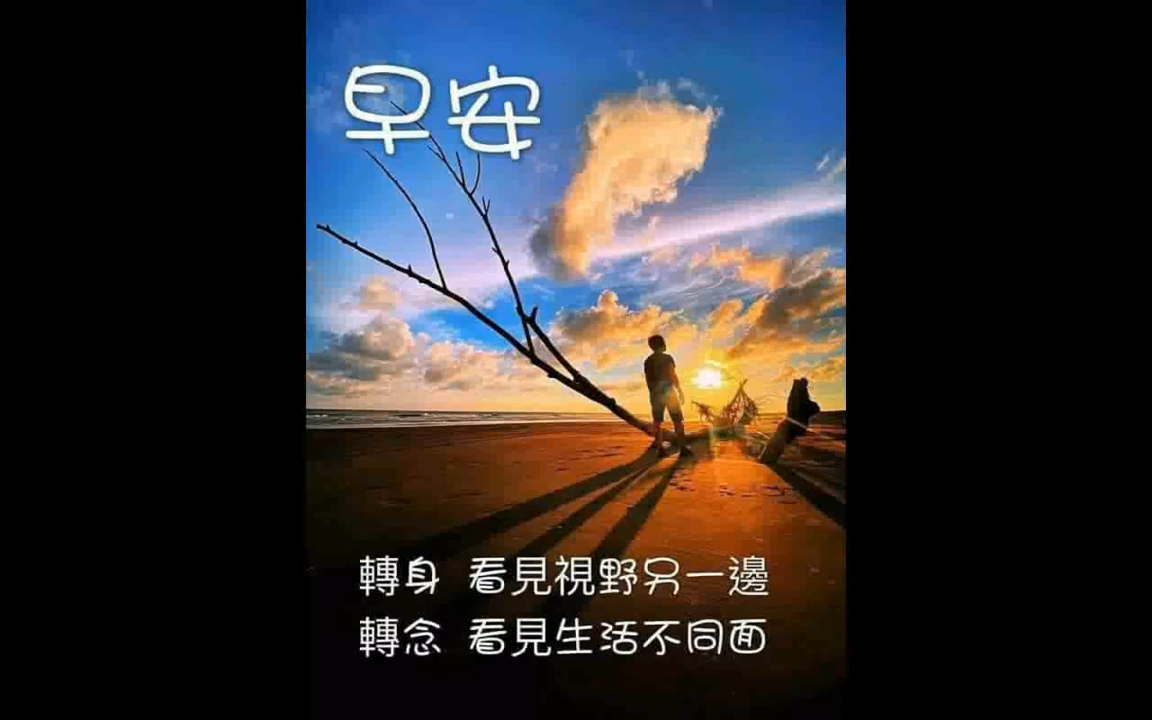 早安
轉身 看見視野另一邊
轉念 看見生活不同面